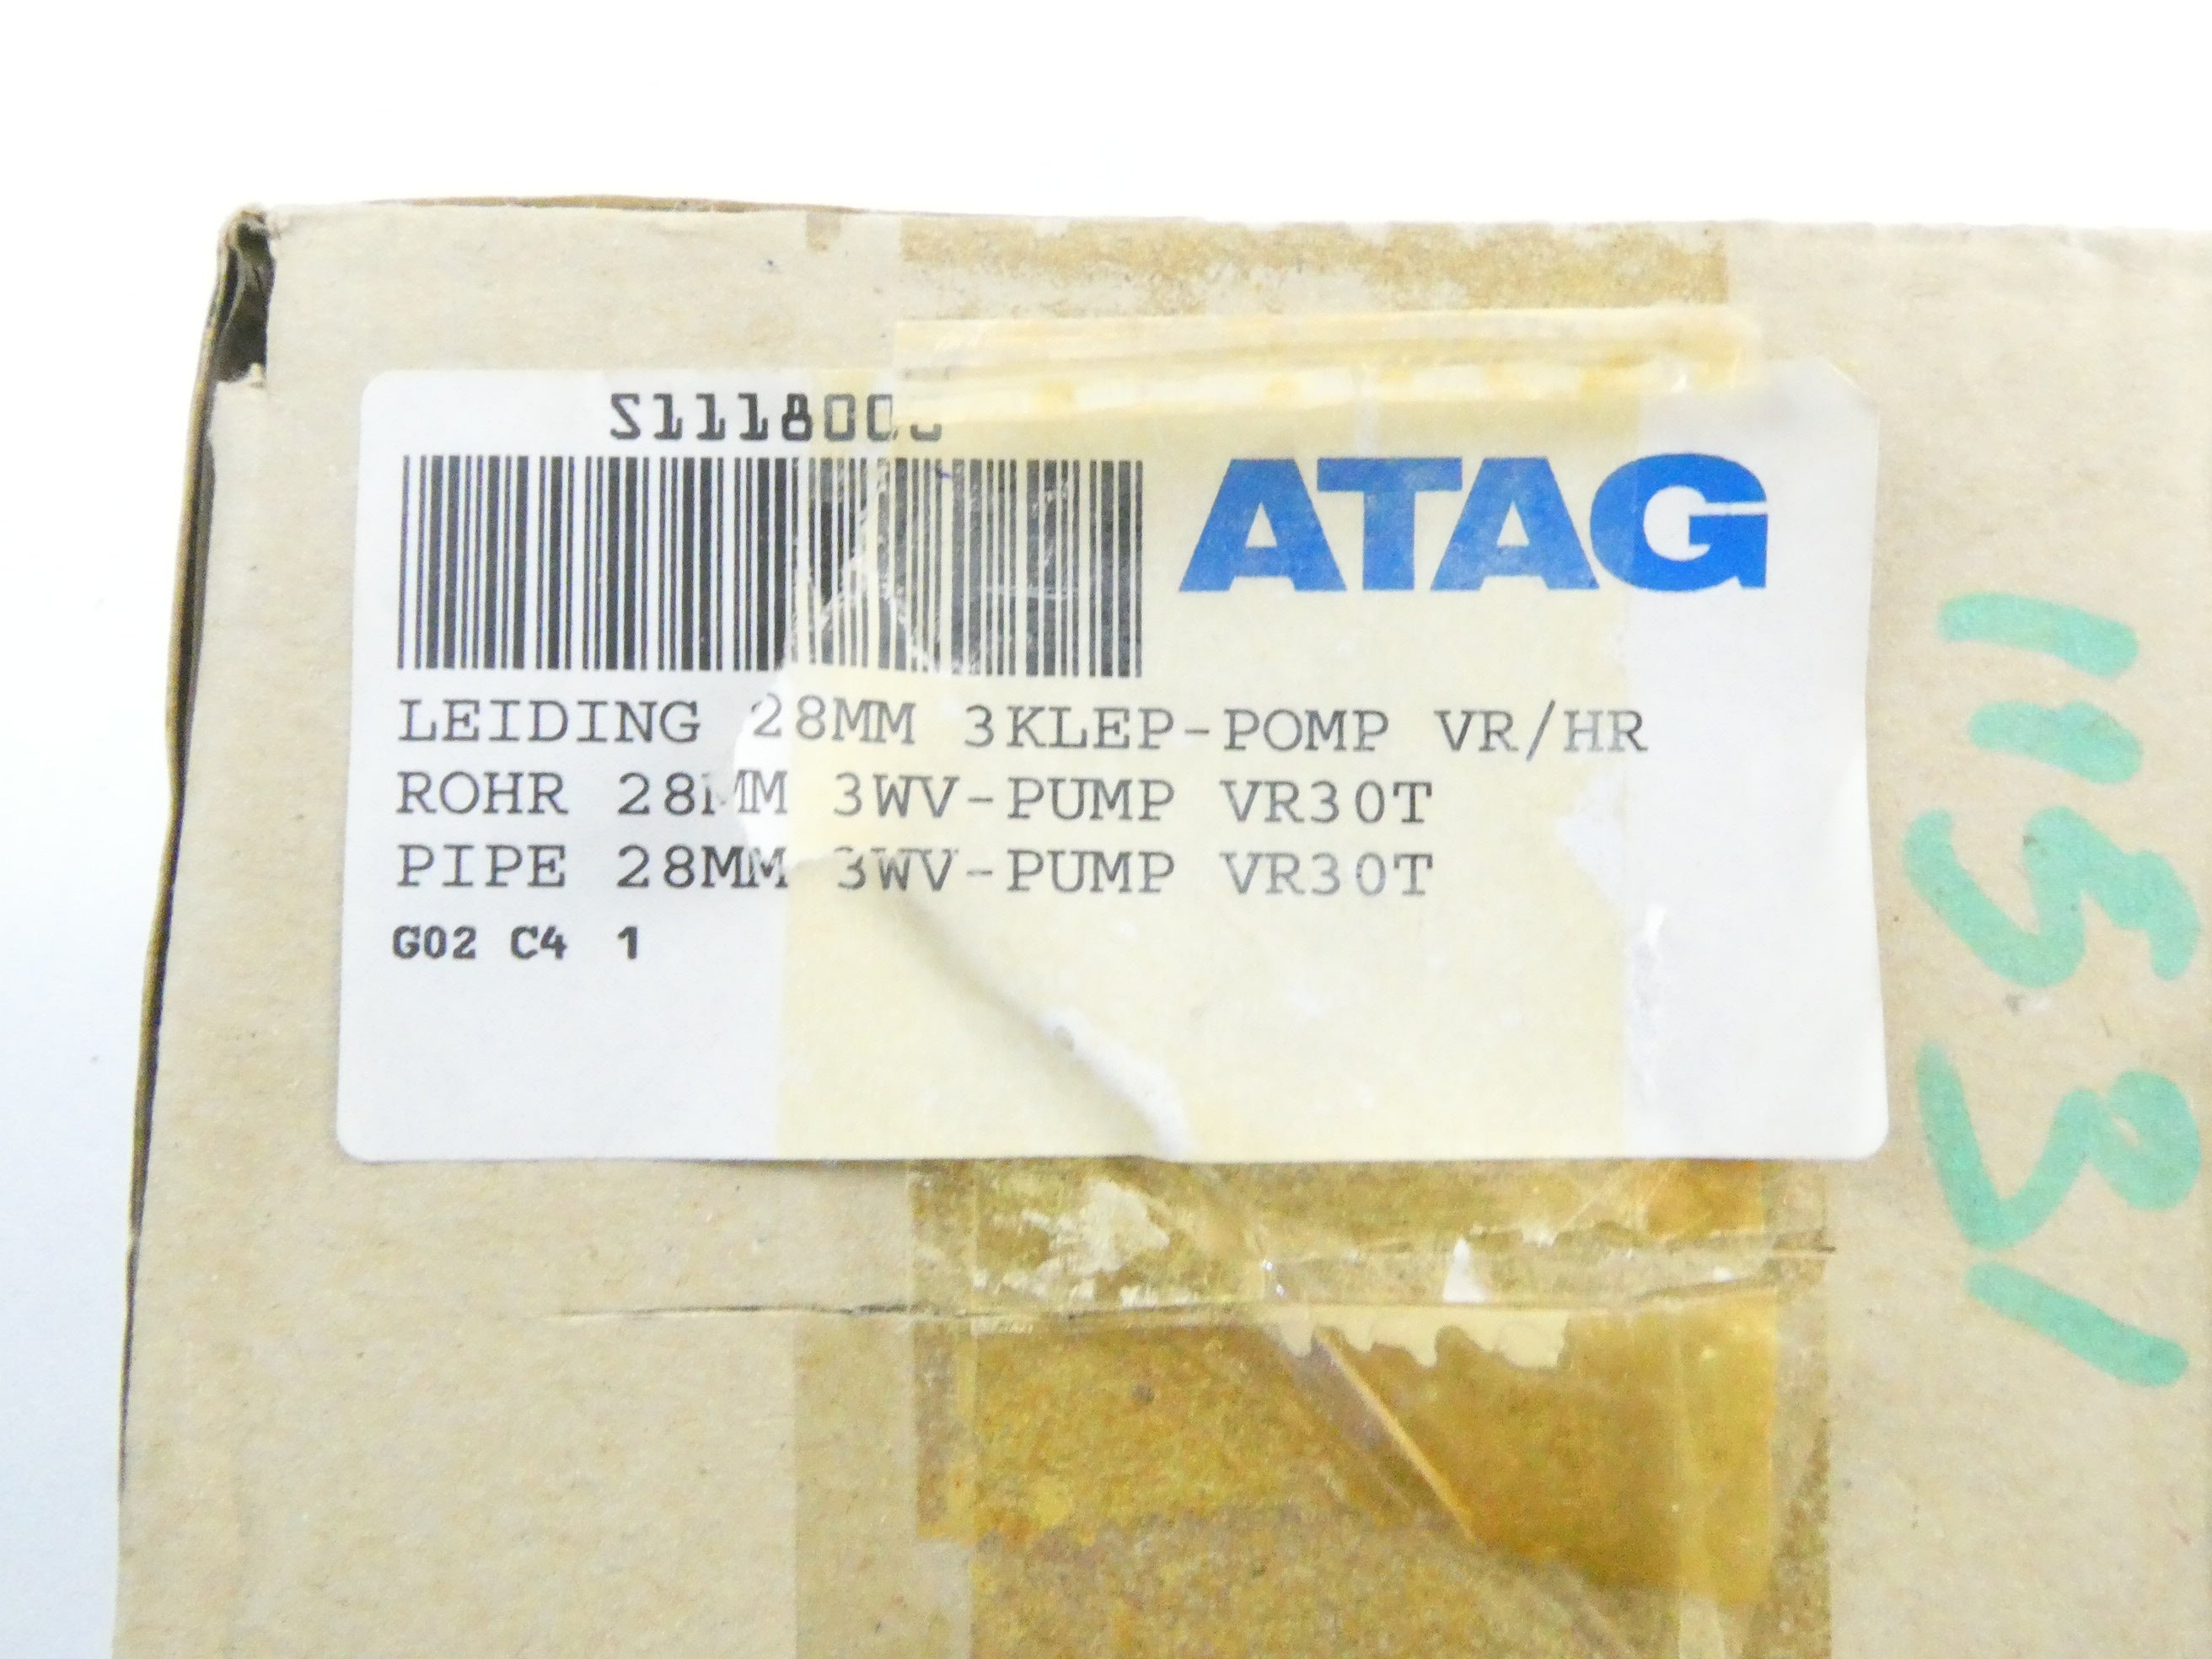 ATAG
LEIDING 28MM 3KLEP-POMP VR/HR
ROHR 28MM 3WV-PUMP VR30T
PIPE 28MM 3WV-PUMP VR30T
G02 C4 1